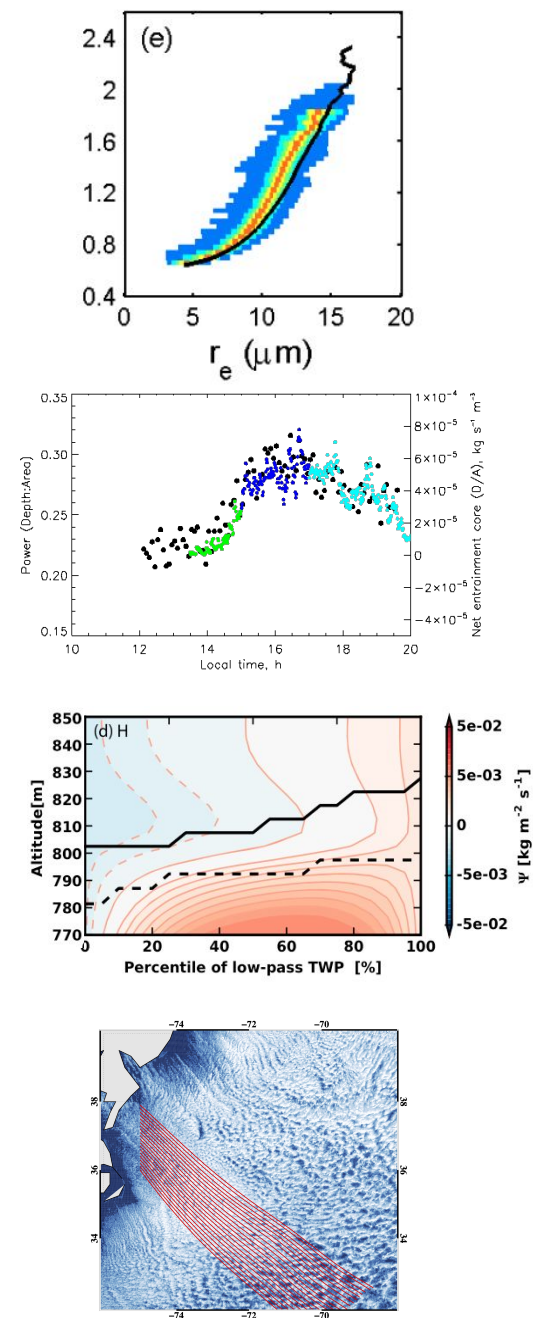 2.4
(e)
2
1.6
1.2
0.8
0.4
0 5 10 15 20
r_e (μm)
0.35 1×10⁻⁴
8×10⁻⁵
0.30 6×10⁻⁵
4×10⁻⁵
0.25 2×10⁻⁵
0
0.20 −2×10⁻⁵
−4×10⁻⁵
0.15
Power (Depth:Area)
Net entrainment core (D/A), kg s⁻¹ m⁻³
10 12 14 16 18 20
Local time, h
(d) H
850
840
830
820
810
800
790
780
770
Altitude[m]
0 20 40 60 80 100
Percentile of low-pass TWP [%]
5e-02
5e-03
0
-5e-03
-5e-02
Ψ [kg m⁻² s⁻¹]
−74 −72 −70
38 38
36 36
34 34
−74 −72 −70